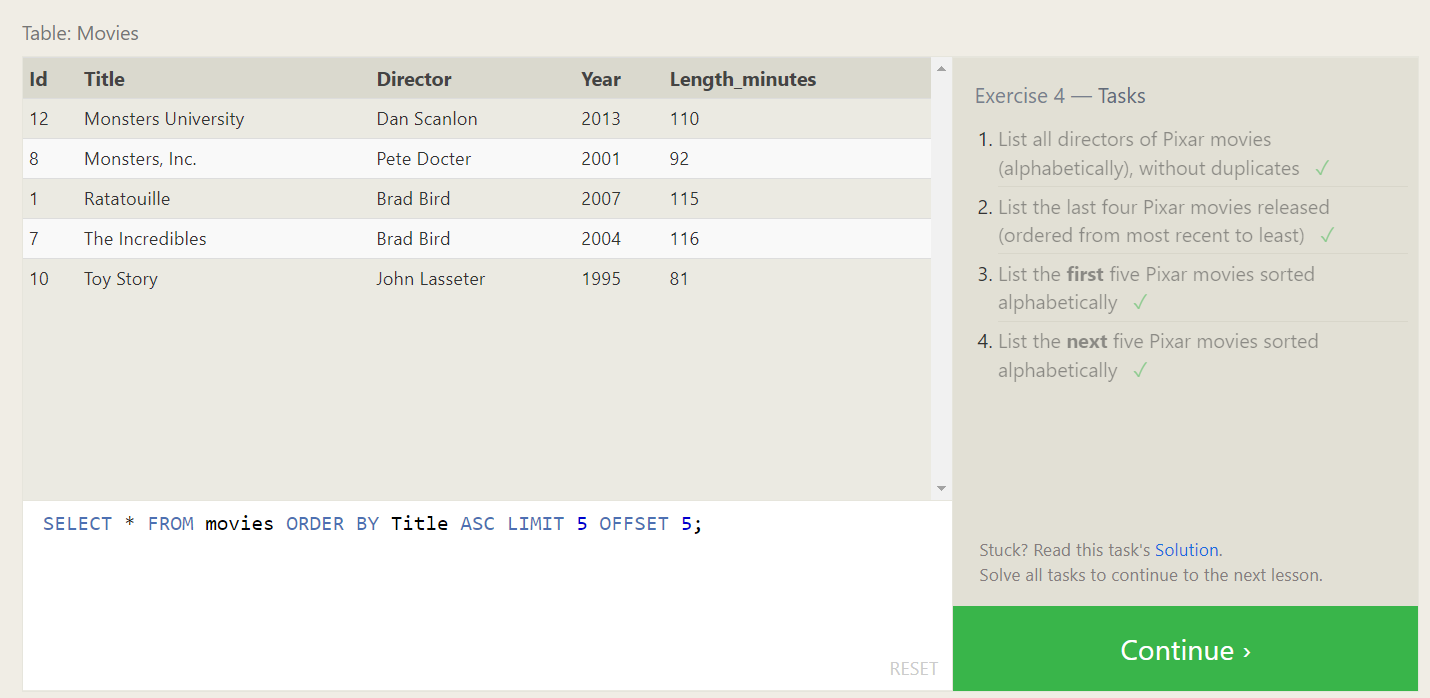 Table: Movies
Id Title Director Year Length_minutes
12 Monsters University Dan Scanlon 2013 110
8 Monsters, Inc. Pete Docter 2001 92
1 Ratatouille Brad Bird 2007 115
7 The Incredibles Brad Bird 2004 116
10 Toy Story John Lasseter 1995 81
SELECT * FROM movies ORDER BY Title ASC LIMIT 5 OFFSET 5;
RESET
Exercise 4 — Tasks
1. List all directors of Pixar movies
(alphabetically), without duplicates ✓
2. List the last four Pixar movies released
(ordered from most recent to least) ✓
3. List the first five Pixar movies sorted
alphabetically ✓
4. List the next five Pixar movies sorted
alphabetically ✓
Stuck? Read this task's Solution.
Solve all tasks to continue to the next lesson.
Continue ›